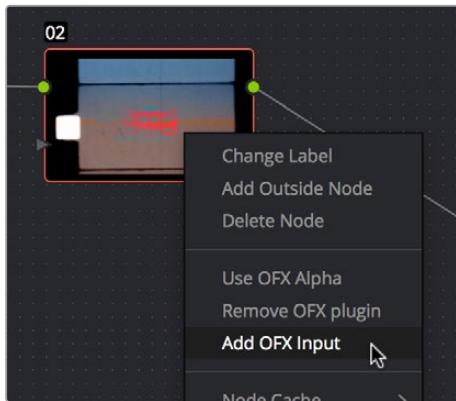 02
Change Label
Add Outside Node
Delete Node
Use OFX Alpha
Remove OFX plugin
Add OFX Input
Node Cache